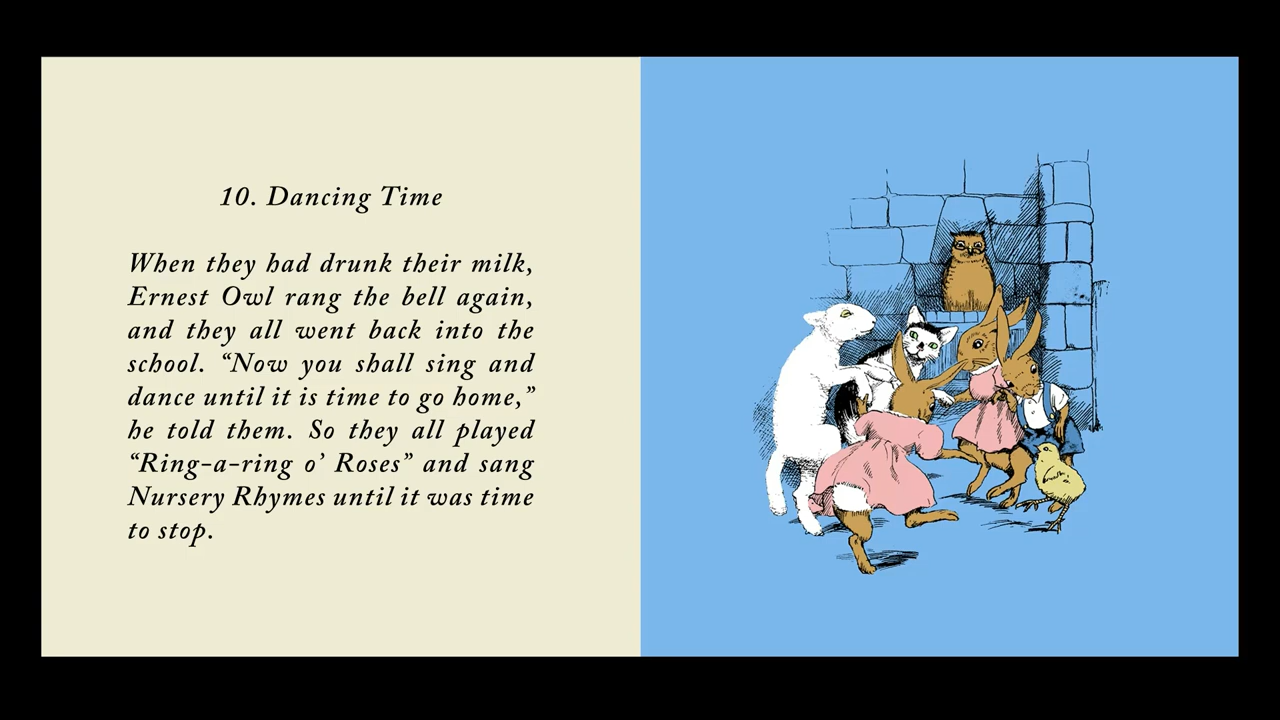 10. Dancing Time
When they had drunk their milk,
Ernest Owl rang the bell again,
and they all went back into the
school. “Now you shall sing and
dance until it is time to go home,”
he told them. So they all played
“Ring-a-ring o’ Roses” and sang
Nursery Rhymes until it was time
to stop.